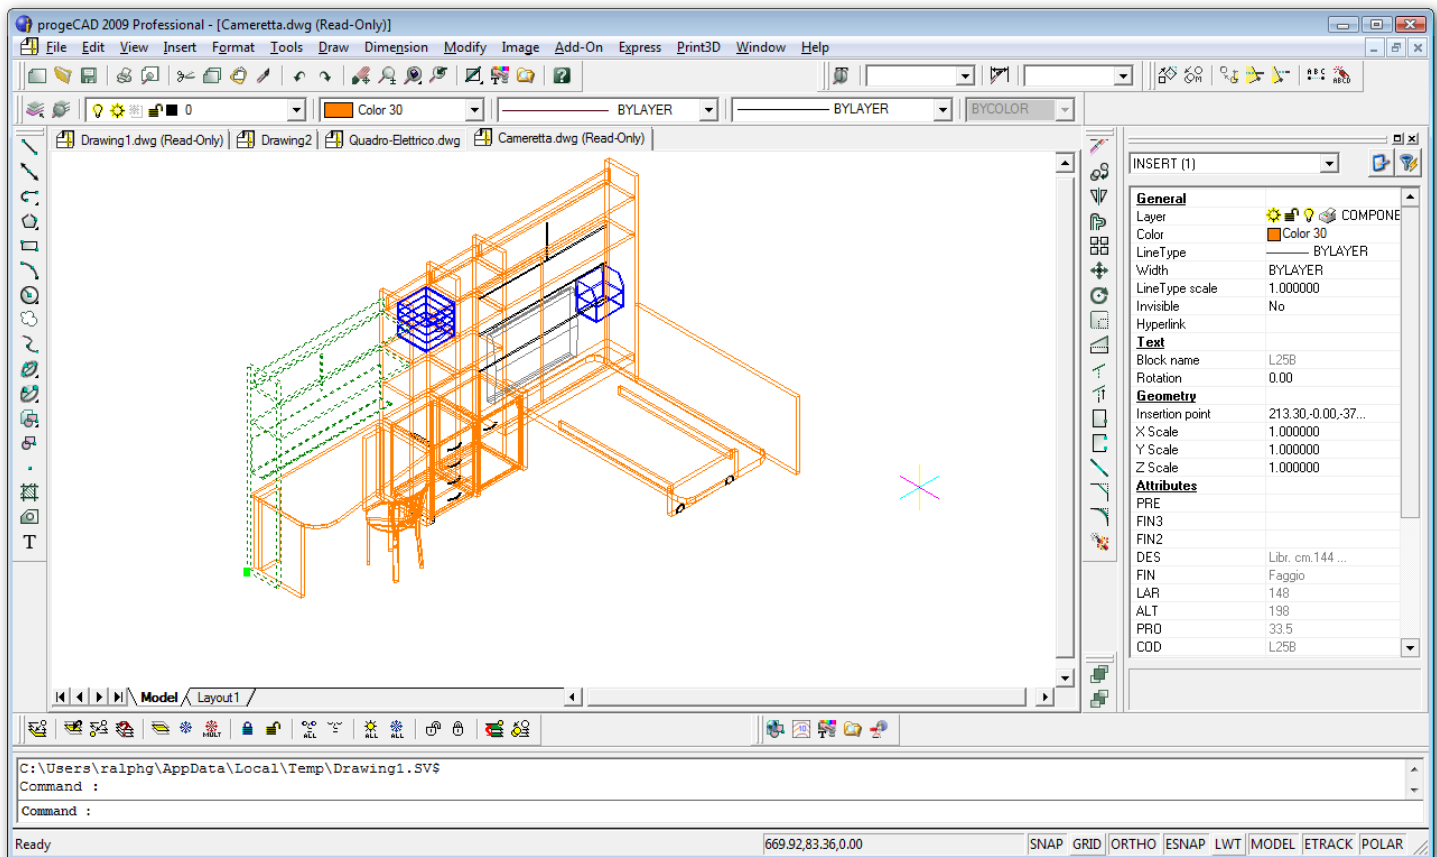 progeCAD 2009 Professional - [Cameretta.dwg (Read-Only)]
File Edit View Insert Format Tools Draw Dimension Modify Image Add-On Express Print3D Window Help
0 Color 30 BYLAYER BYLAYER BYCOLOR
Drawing1.dwg (Read-Only) Drawing2 Quadro-Elettrico.dwg Cameretta.dwg (Read-Only)
INSERT (1)
General
Layer COMPONE
Color Color 30
LineType BYLAYER
Width BYLAYER
LineType scale 1.000000
Invisible No
Hyperlink
Text
Block name L25B
Rotation 0.00
Geometry
Insertion point 213.30,-0.00,-37...
X Scale 1.000000
Y Scale 1.000000
Z Scale 1.000000
Attributes
PRE
FIN3
FIN2
DES Libr. cm.144 ...
FIN Faggio
LAR 148
ALT 198
PRO 33.5
COD L25B
T
Model Layout1
MULT ALL ALL ALL ALL
C:\Users\ralphg\AppData\Local\Temp\Drawing1.SV$
Command :
Command :
Ready 669.92,83.36,0.00 SNAP GRID ORTHO ESNAP LWT MODEL ETRACK POLAR